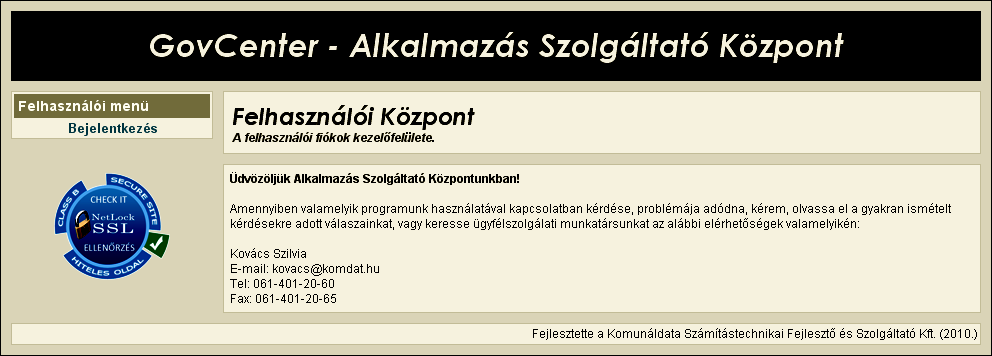 GovCenter - Alkalmazás Szolgáltató Központ
Felhasználói menü
Bejelentkezés
CLASS B
SECURE SITE
CHECK IT
NetLock
SSL
ELLENŐRZÉS
HITELES OLDAL
Felhasználói Központ
A felhasználói fiókok kezelőfelülete.
Üdvözöljük Alkalmazás Szolgáltató Központunkban!
Amennyiben valamelyik programunk használatával kapcsolatban kérdése, problémája adódna, kérem, olvassa el a gyakran ismételt
kérdésekre adott válaszainkat, vagy keresse ügyfélszolgálati munkatársunkat az alábbi elérhetőségek valamelyikén:
Kovács Szilvia
E-mail: kovacs@komdat.hu
Tel: 061-401-20-60
Fax: 061-401-20-65
Fejlesztette a Komunáldata Számítástechnikai Fejlesztő és Szolgáltató Kft. (2010.)